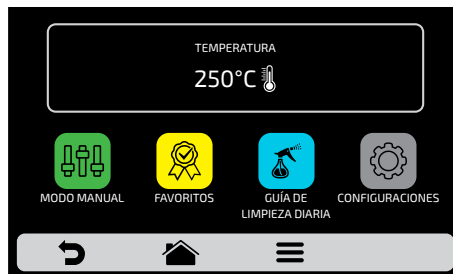 TEMPERATURA
250°C
MODO MANUAL
FAVORITOS
GUÍA DE
LIMPIEZA DIARIA
CONFIGURACIONES